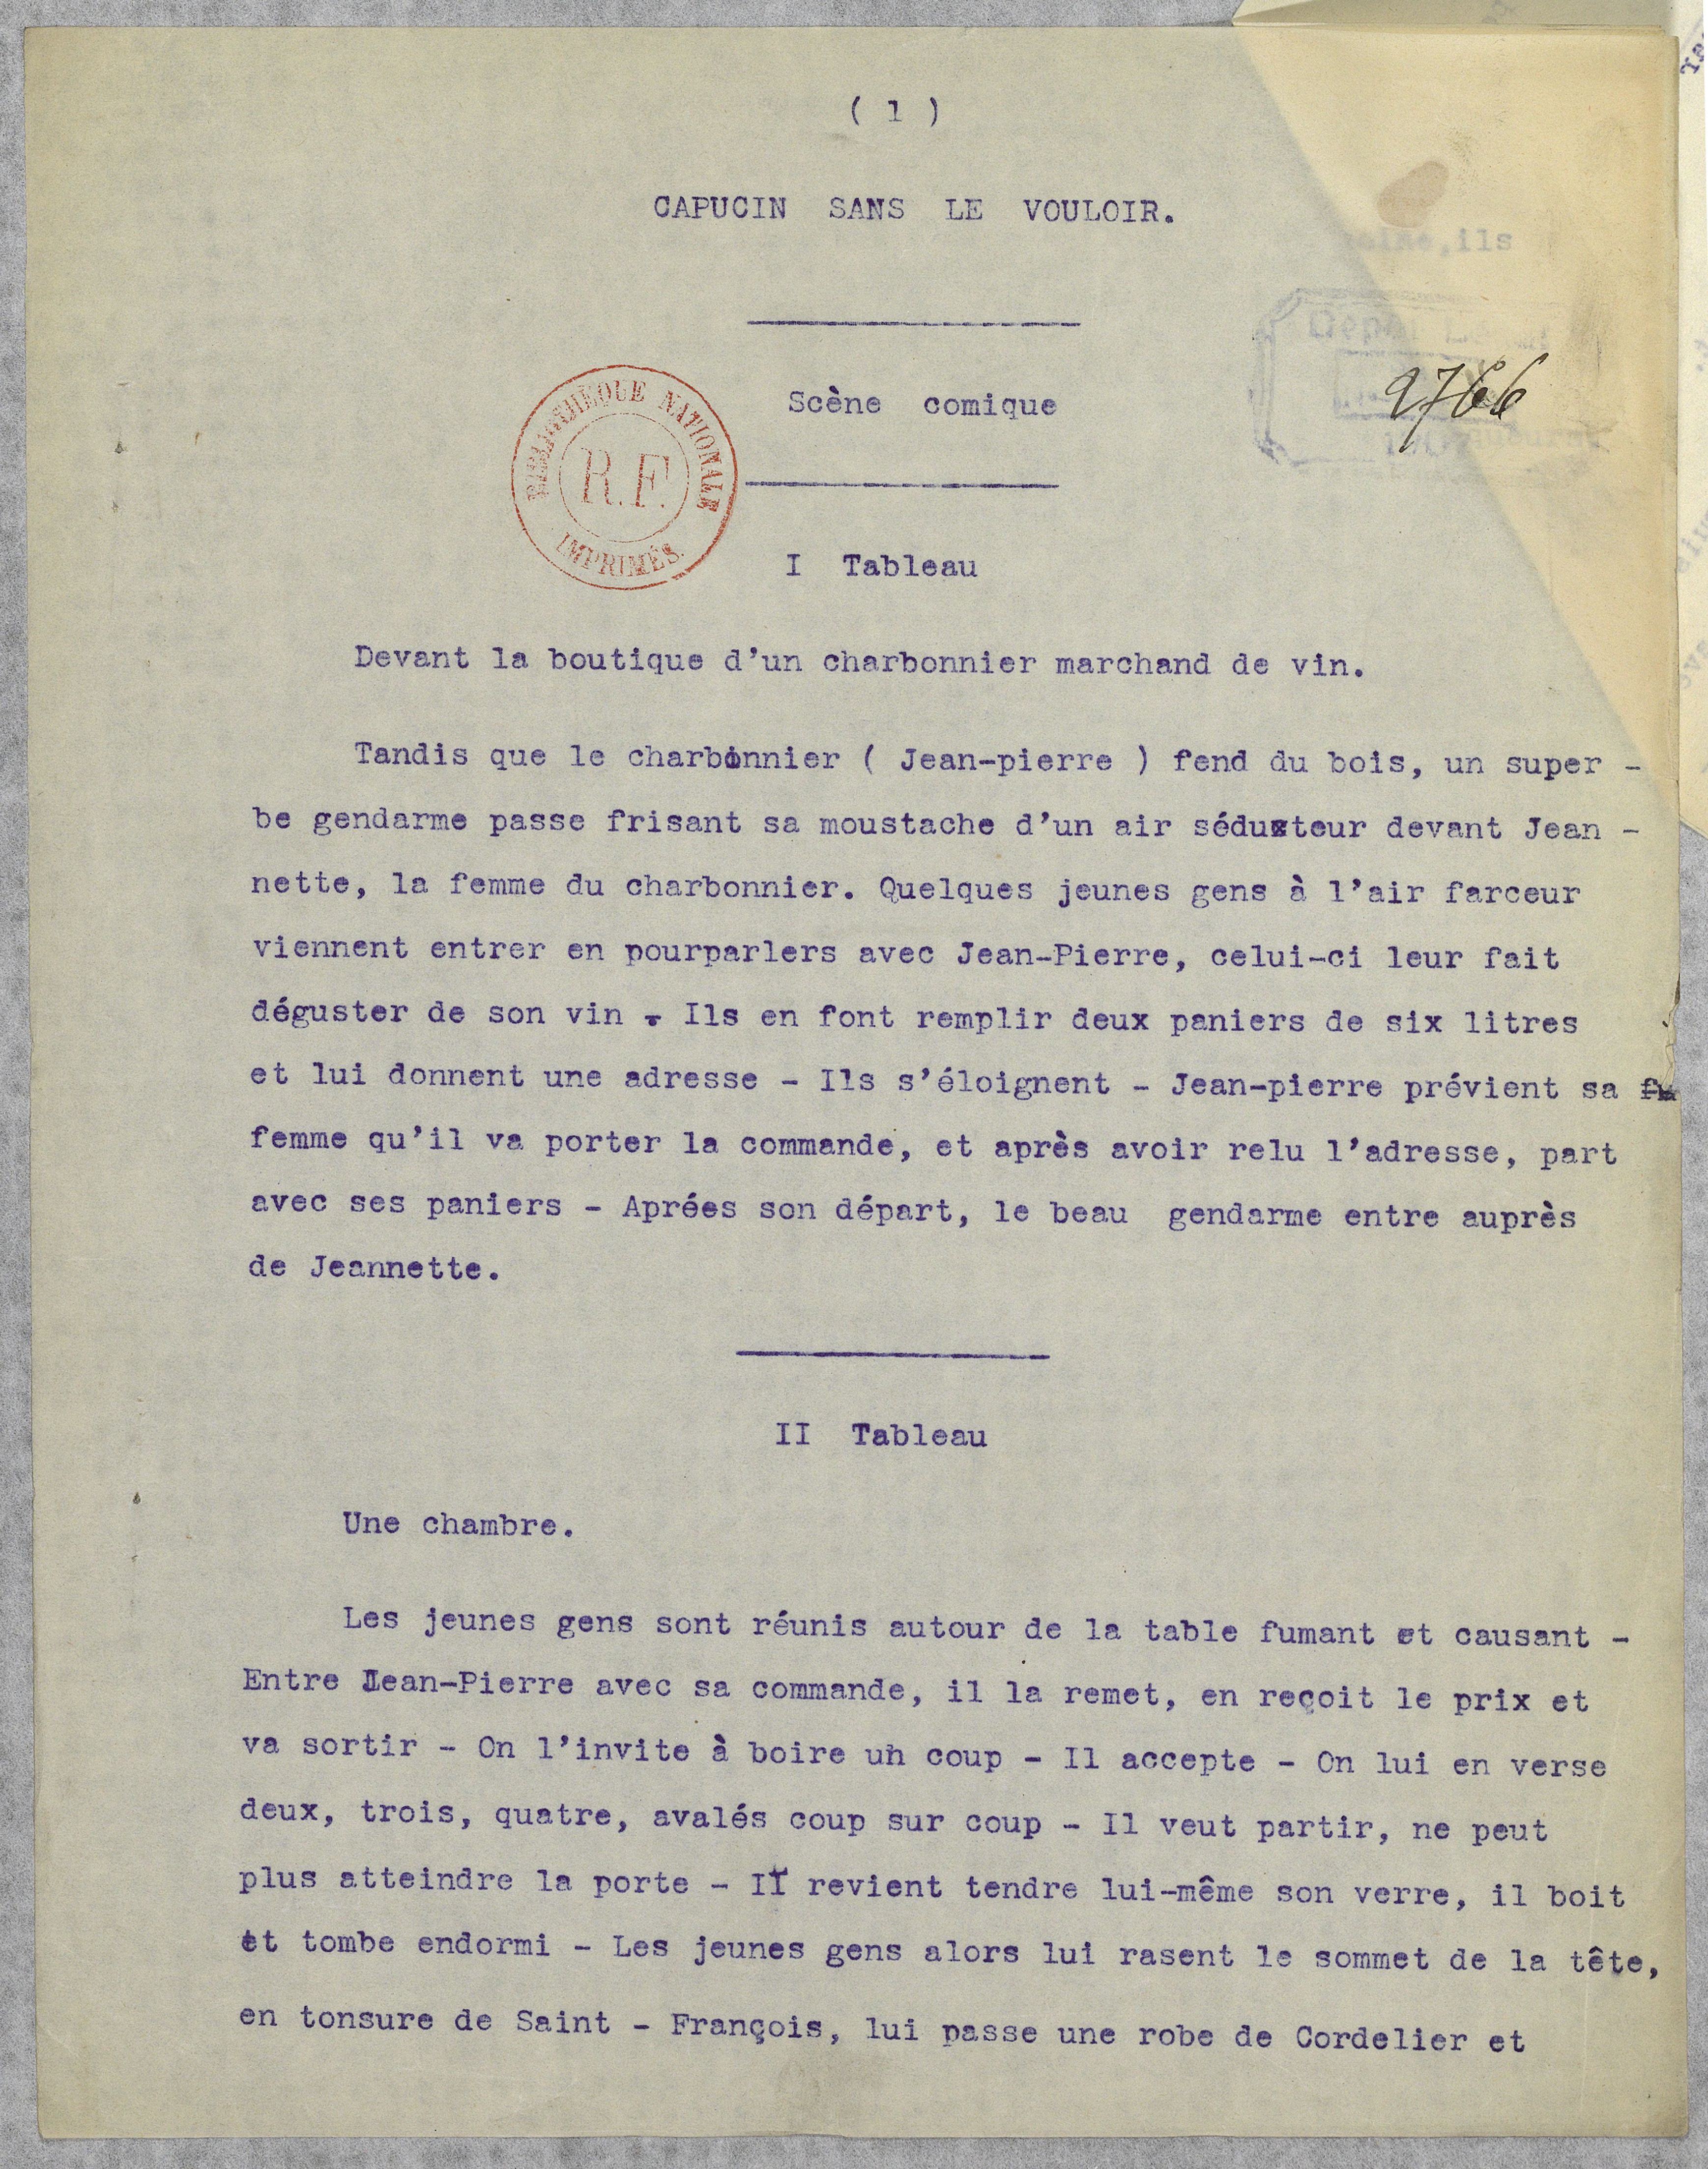 ( 1 )
CAPUCIN SANS LE VOULOIR.
,ils
2766
Scène comique
BIBLIOTHEQUE NATIONALE
R.F.
IMPRIMÉS.
I Tableau
Devant la boutique d'un charbonnier marchand de vin.
Tandis que le charbonnier ( Jean-pierre ) fend du bois, un super -
be gendarme passe frisant sa moustache d'un air séducteur devant Jean -
nette, la femme du charbonnier. Quelques jeunes gens à l'air farceur
viennent entrer en pourparlers avec Jean-Pierre, celui-ci leur fait
déguster de son vin - Ils en font remplir deux paniers de six litres
et lui donnent une adresse - Ils s'éloignent - Jean-pierre prévient sa
femme qu'il va porter la commande, et après avoir relu l'adresse, part
avec ses paniers - Aprées son départ, le beau gendarme entre auprès
de Jeannette.
II Tableau
Une chambre.
Les jeunes gens sont réunis autour de la table fumant et causant -
Entre Jean-Pierre avec sa commande, il la remet, en reçoit le prix et
va sortir - On l'invite à boire un coup - Il accepte - On lui en verse
deux, trois, quatre, avalés coup sur coup - Il veut partir, ne peut
plus atteindre la porte - Il revient tendre lui-même son verre, il boit
et tombe endormi - Les jeunes gens alors lui rasent le sommet de la tête,
en tonsure de Saint - François, lui passe une robe de Cordelier et